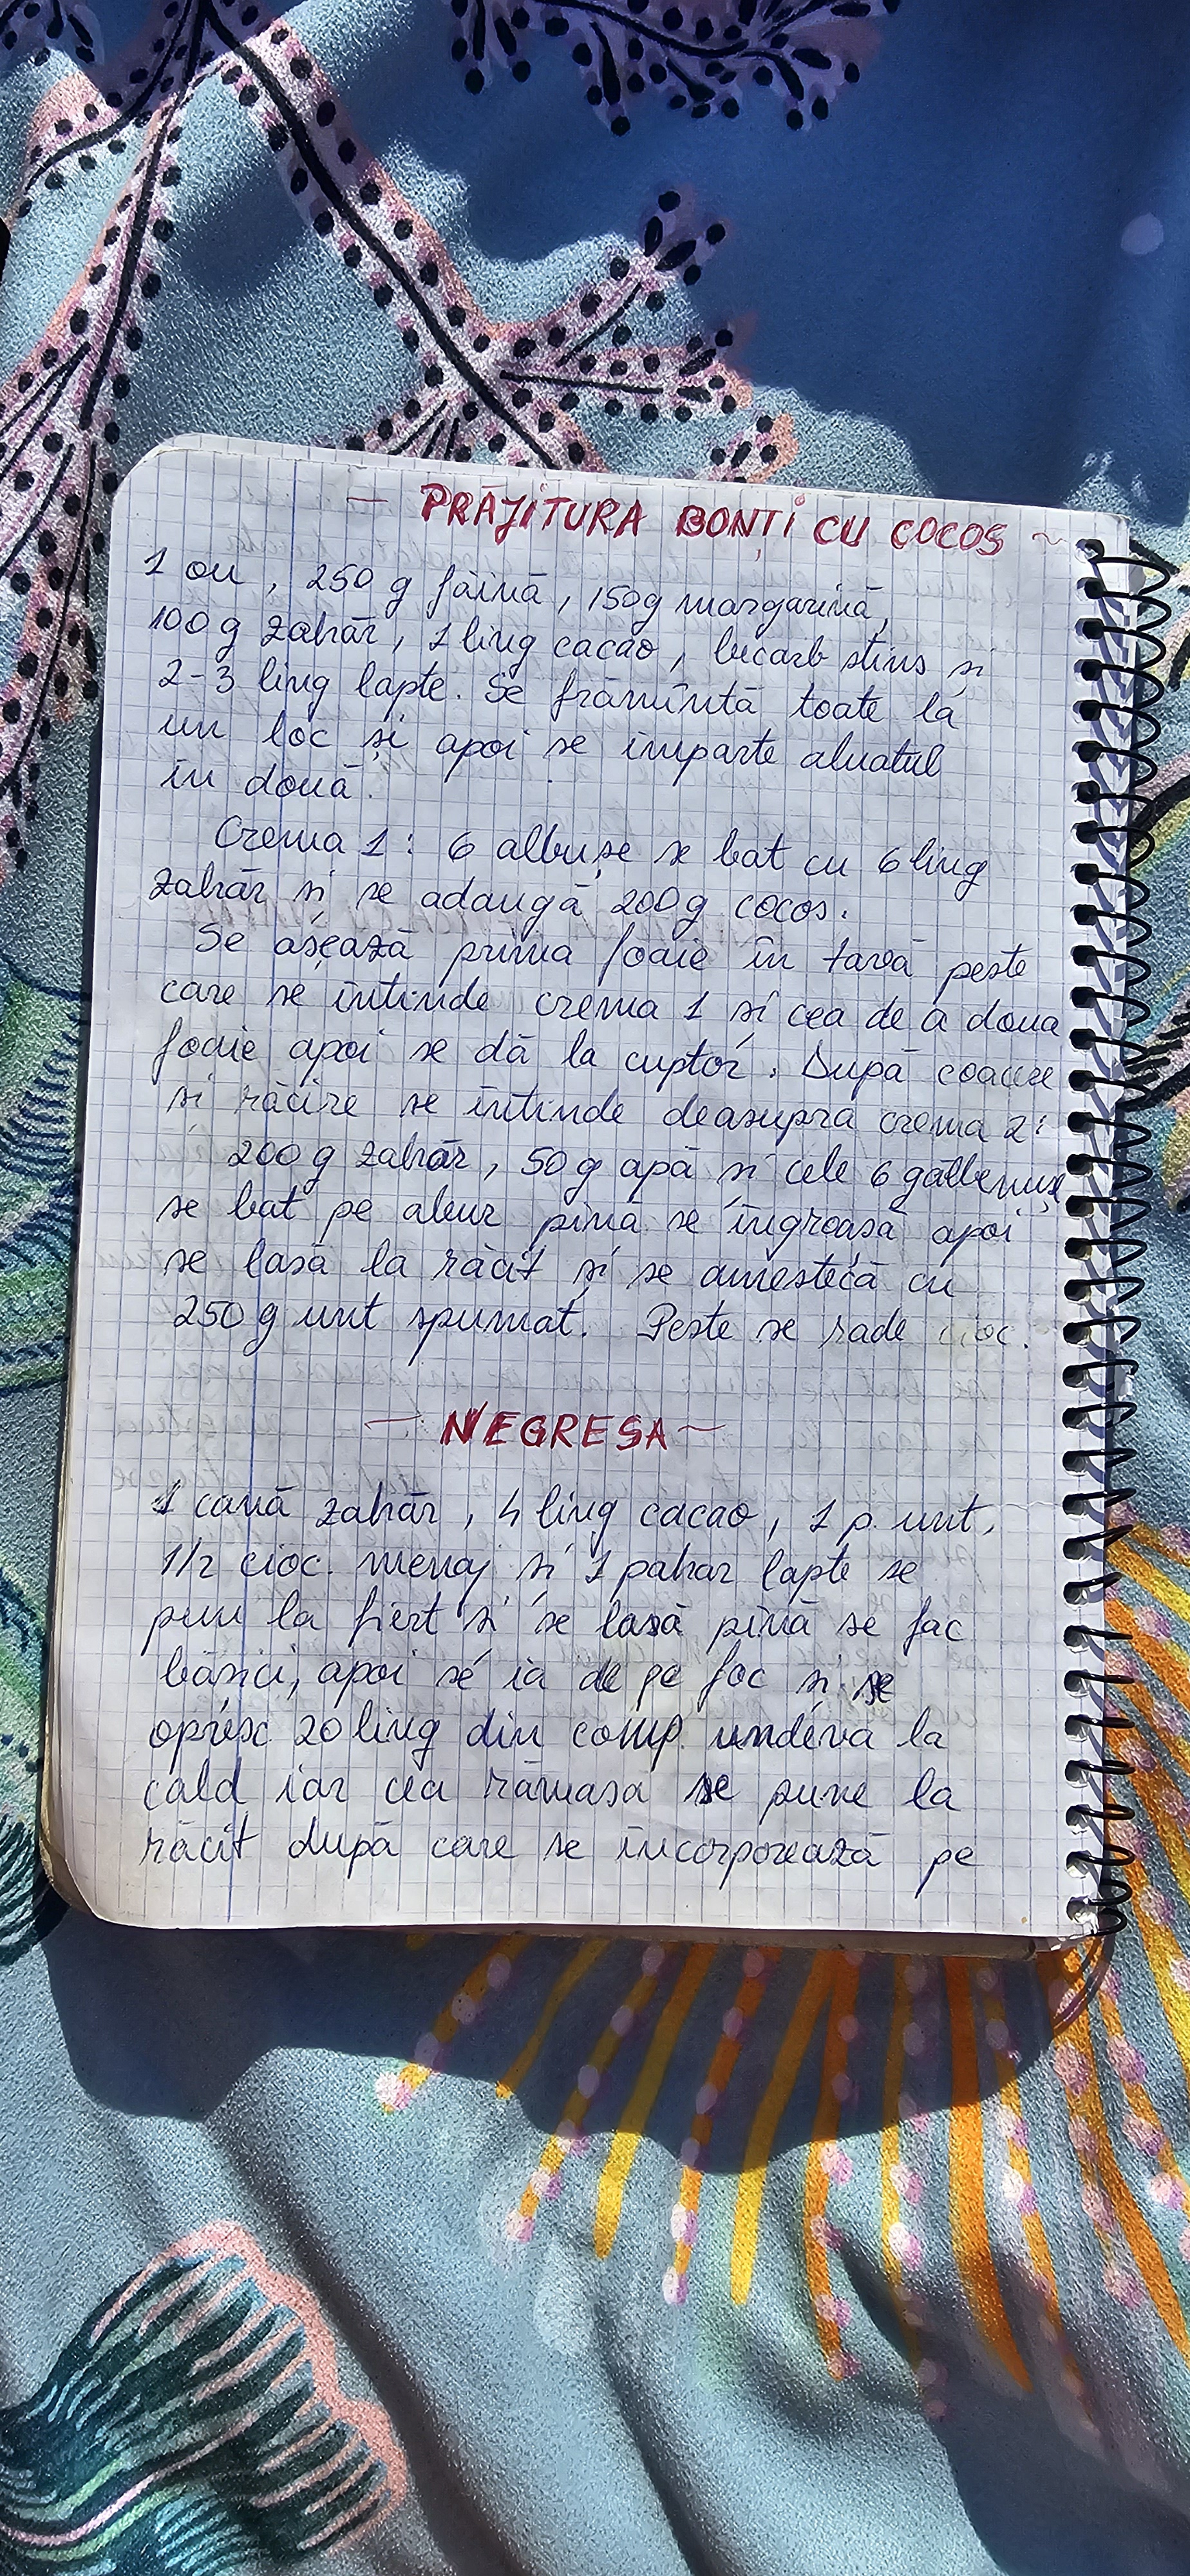 — PRĂJITURA BONȚI CU COCOS ~
1 ou, 250 g făină, 150g margarină,
100 g zahăr, 1 ling cacao, bicarb stins și
2-3 ling lapte. Se frămîntă toate la
un loc și apoi se împarte aluatul
în două.
Crema 1: 6 albușe se bat cu 6 ling
zahăr și se adaugă 200g cocos.
Se așează prima foaie în tavă peste
care se întinde crema 1 și cea de a doua
foaie apoi se dă la cuptor. După coacere
și răcire se întinde deasupra crema 2:
200 g zahăr, 50 g apă și cele 6 gălbenușe
se bat pe abur pînă se îngroașă apoi
se lasă la răcit și se amestecă cu
250 g unt spumat. Peste se rade cioc.
— NEGRESA ~
1 cană zahăr, 4 ling cacao, 1 p. unt,
1/2 cioc. menaj și 1 pahar lapte se
pun la fiert și se lasă pînă se fac
bășici, apoi se ia de pe foc și se
opresc 20 ling din comp. undeva la
cald iar cea rămasă se pune la
răcit după care se încorporează pe